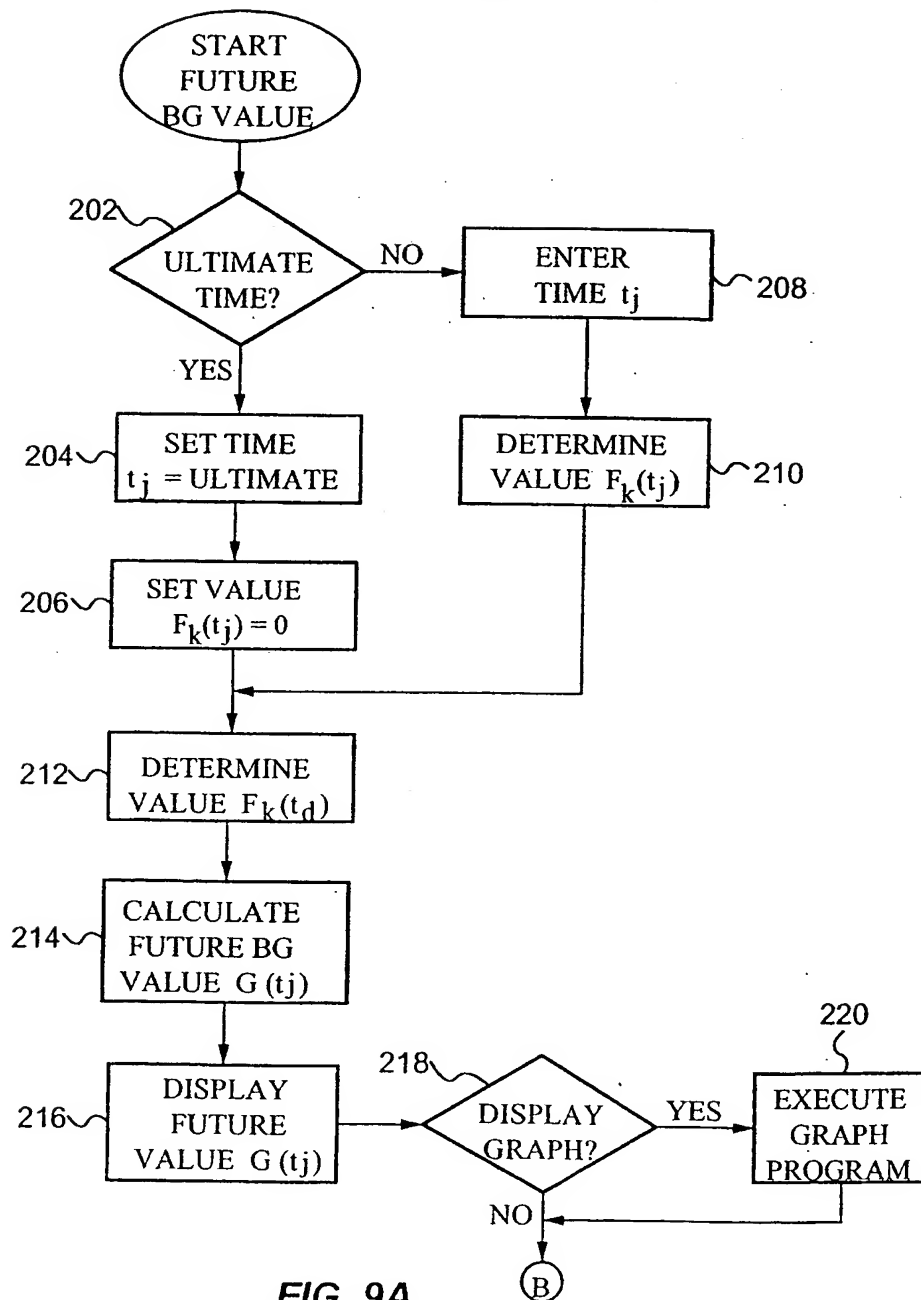 START
FUTURE
BG VALUE
202
ULTIMATE
TIME?
NO
ENTER
TIME tj
208
YES
204
SET TIME
tj = ULTIMATE
DETERMINE
VALUE Fk(tj)
210
206
SET VALUE
Fk(tj) = 0
212
DETERMINE
VALUE Fk(td)
214
CALCULATE
FUTURE BG
VALUE G (tj)
216
DISPLAY
FUTURE
VALUE G(tj)
218
DISPLAY
GRAPH?
YES
220
EXECUTE
GRAPH
PROGRAM
NO
B
FIG. 9A